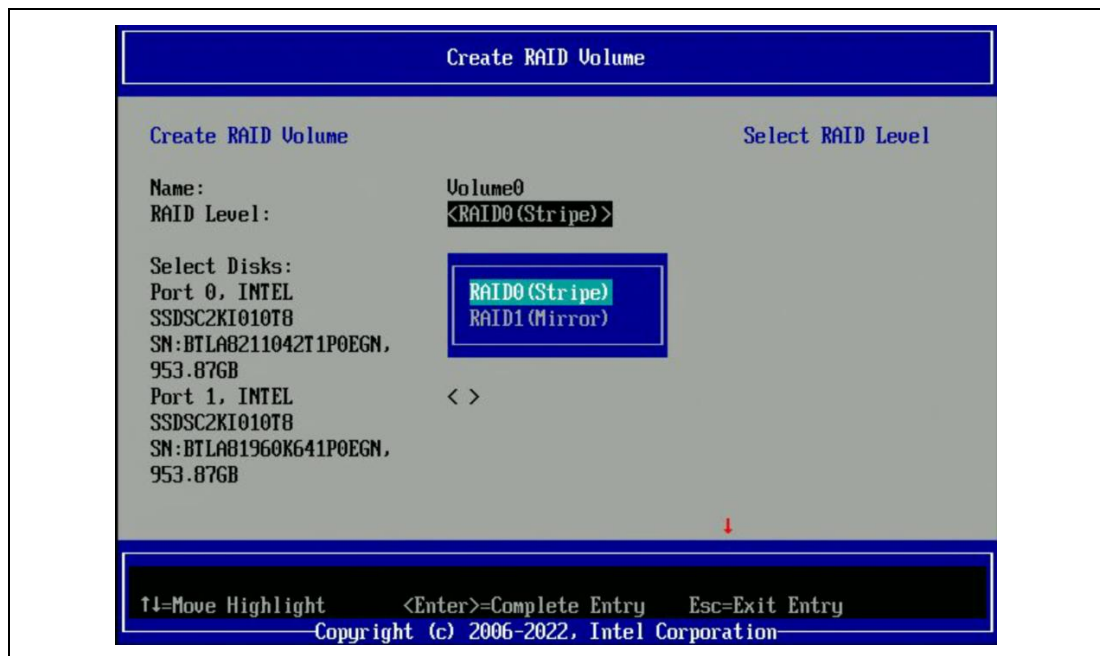 Create RAID Volume
Create RAID Volume
Select RAID Level
Name:
Volume0
RAID Level:
<RAID0(Stripe)>
Select Disks:
Port 0, INTEL
SSDSC2KI010T8
SN:BTLA8211042T1P0EGN,
953.87GB
RAID0(Stripe)
RAID1(Mirror)
Port 1, INTEL
< >
SSDSC2KI010T8
SN:BTLA81960K641P0EGN,
953.87GB
↓
↑↓=Move Highlight
<Enter>=Complete Entry
Esc=Exit Entry
Copyright (c) 2006-2022, Intel Corporation